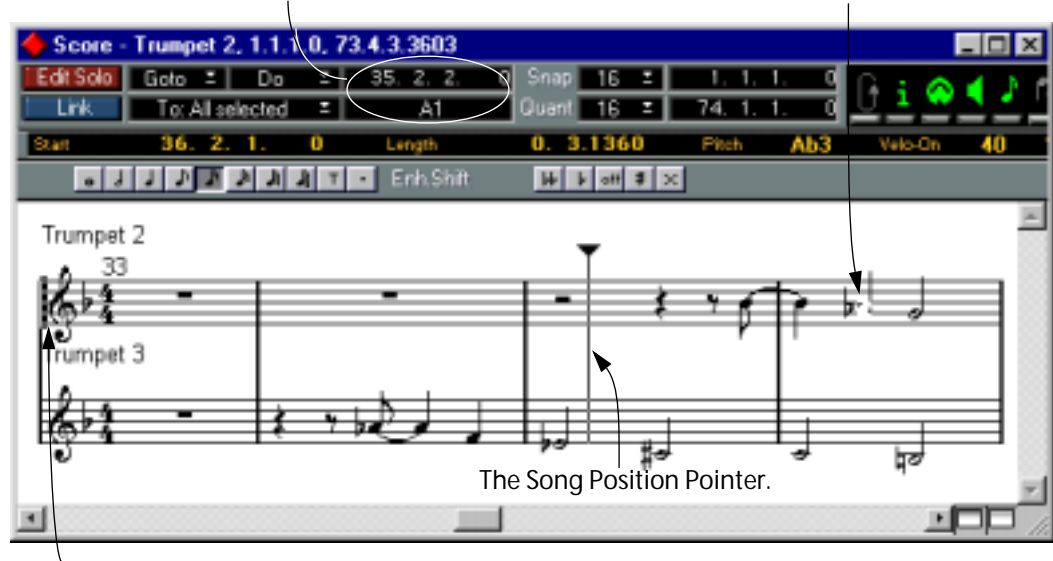 Score - Trumpet 2, 1.1.1.0, 73.4.3.3603
Edit Solo Goto Do 35. 2. 2. 0 Snap 16 1. 1. 1. 0
Link To: All selected A1 Quant 16 74. 1. 1. 0
Start 36. 2. 1. 0 Length 0. 3.1360 Pitch Ab3 Velo-On 40
T Enh.Shift off
Trumpet 2
33
Trumpet 3
The Song Position Pointer.